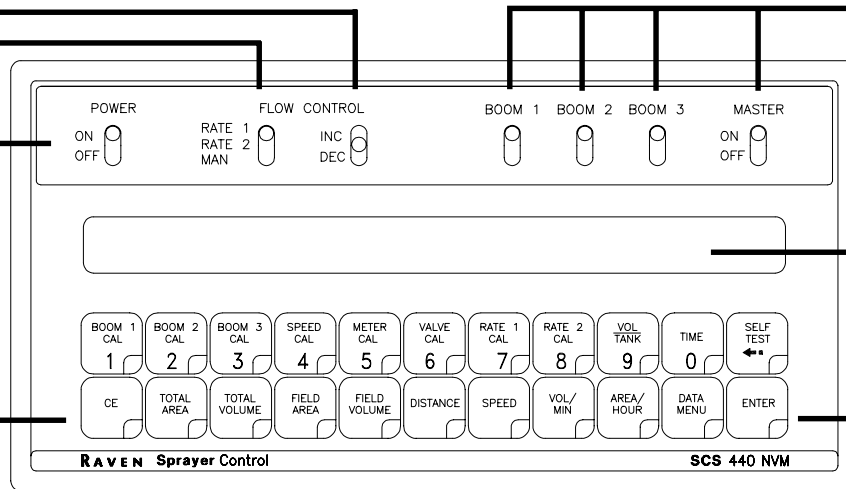 POWER
ON
OFF
FLOW CONTROL
RATE 1
RATE 2
MAN
INC
DEC
BOOM 1 BOOM 2 BOOM 3 MASTER
ON
OFF
BOOM 1 CAL 1
BOOM 2 CAL 2
BOOM 3 CAL 3
SPEED CAL 4
METER CAL 5
VALVE CAL 6
RATE 1 CAL 7
RATE 2 CAL 8
VOL TANK 9
TIME 0
SELF TEST
CE
TOTAL AREA
TOTAL VOLUME
FIELD AREA
FIELD VOLUME
DISTANCE
SPEED
VOL/ MIN
AREA/ HOUR
DATA MENU
ENTER
RAVEN Sprayer Control
SCS 440 NVM